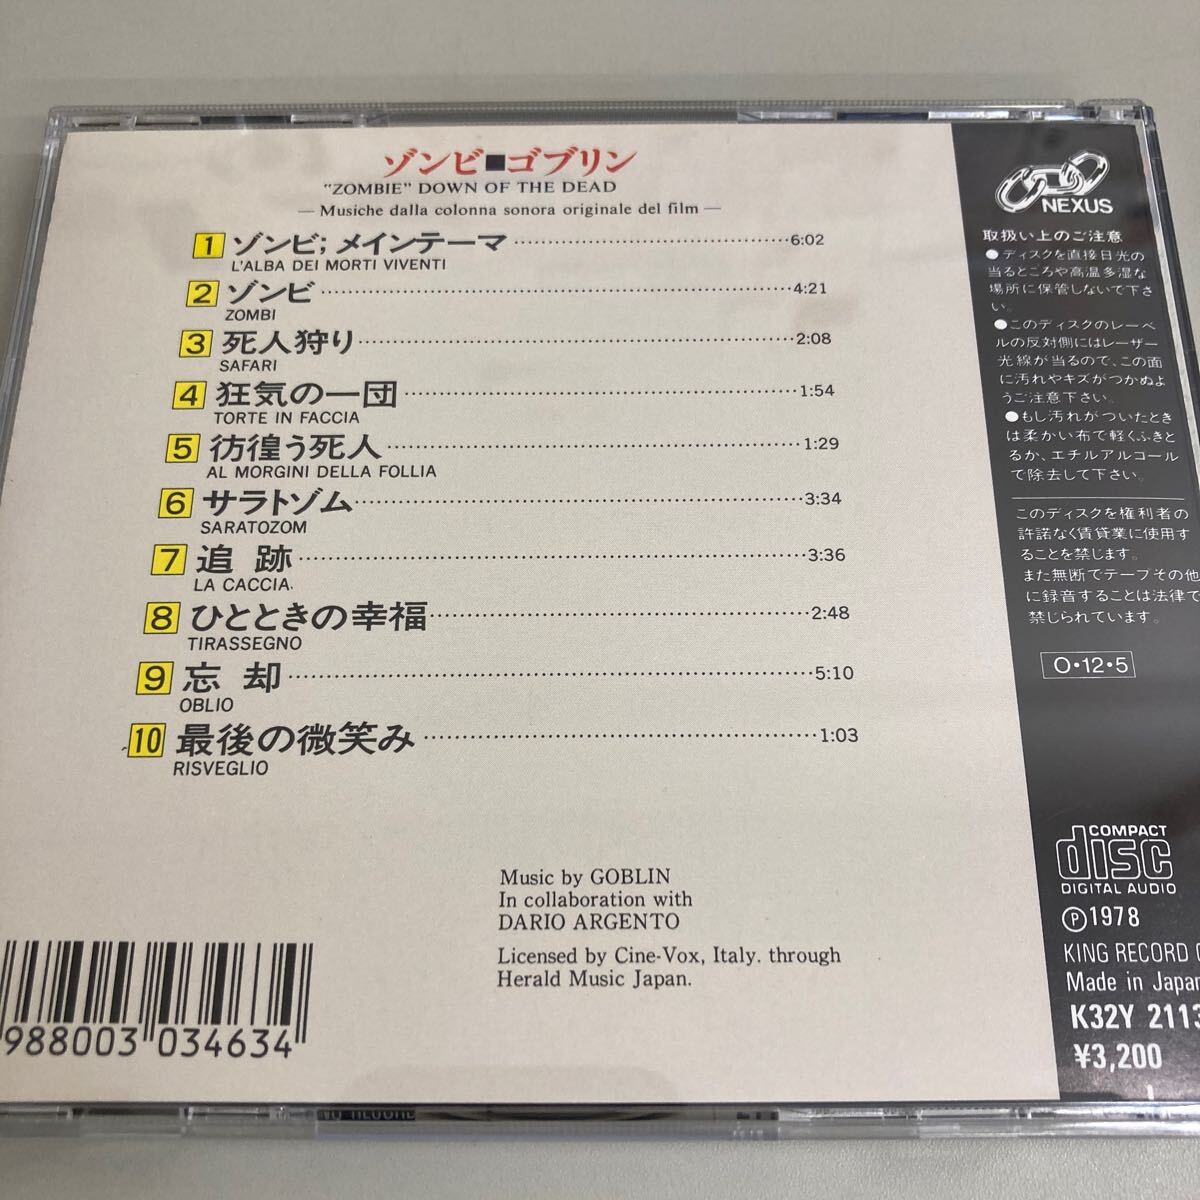 ゾンビ■ゴブリン
"ZOMBIE" DOWN OF THE DEAD
— Musiche dalla colonna sonora originale del film —
1 ゾンビ; メインテーマ 6:02
L'ALBA DEI MORTI VIVENTI
2 ゾンビ 4:21
ZOMBI
3 死人狩り 2:08
SAFARI
4 狂気の一団 1:54
TORTE IN FACCIA
5 彷徨う死人 1:29
AL MORGINI DELLA FOLLIA
6 サラトゾム 3:34
SARATOZOM
7 追跡 3:36
LA CACCIA
8 ひとときの幸福 2:48
TIRASSEGNO
9 忘却 5:10
OBLIO
10 最後の微笑み 1:03
RISVEGLIO
Music by GOBLIN
In collaboration with
DARIO ARGENTO
Licensed by Cine-Vox, Italy. through
Herald Music Japan.
988003 034634
NEXUS
取扱い上のご注意
●ディスクを直接日光の
当るところや高温多湿な
場所に保管しないで下さ
い。
●このディスクのレーベ
ルの反対側にはレーザー
光線が当るので、この面
に汚れやキズがつかぬよ
うご注意下さい。
●もし汚れがついたとき
は柔かい布で軽くふきと
るか、エチルアルコール
で除去して下さい。
このディスクを権利者の
許諾なく賃貸業に使用す
ることを禁じます。
また無断でテープその他
に録音することは法律で
禁じられています。
O・12・5
COMPACT
disc
DIGITAL AUDIO
Ⓟ1978
KING RECORD
Made in Japan
K32Y 2113
¥3,200